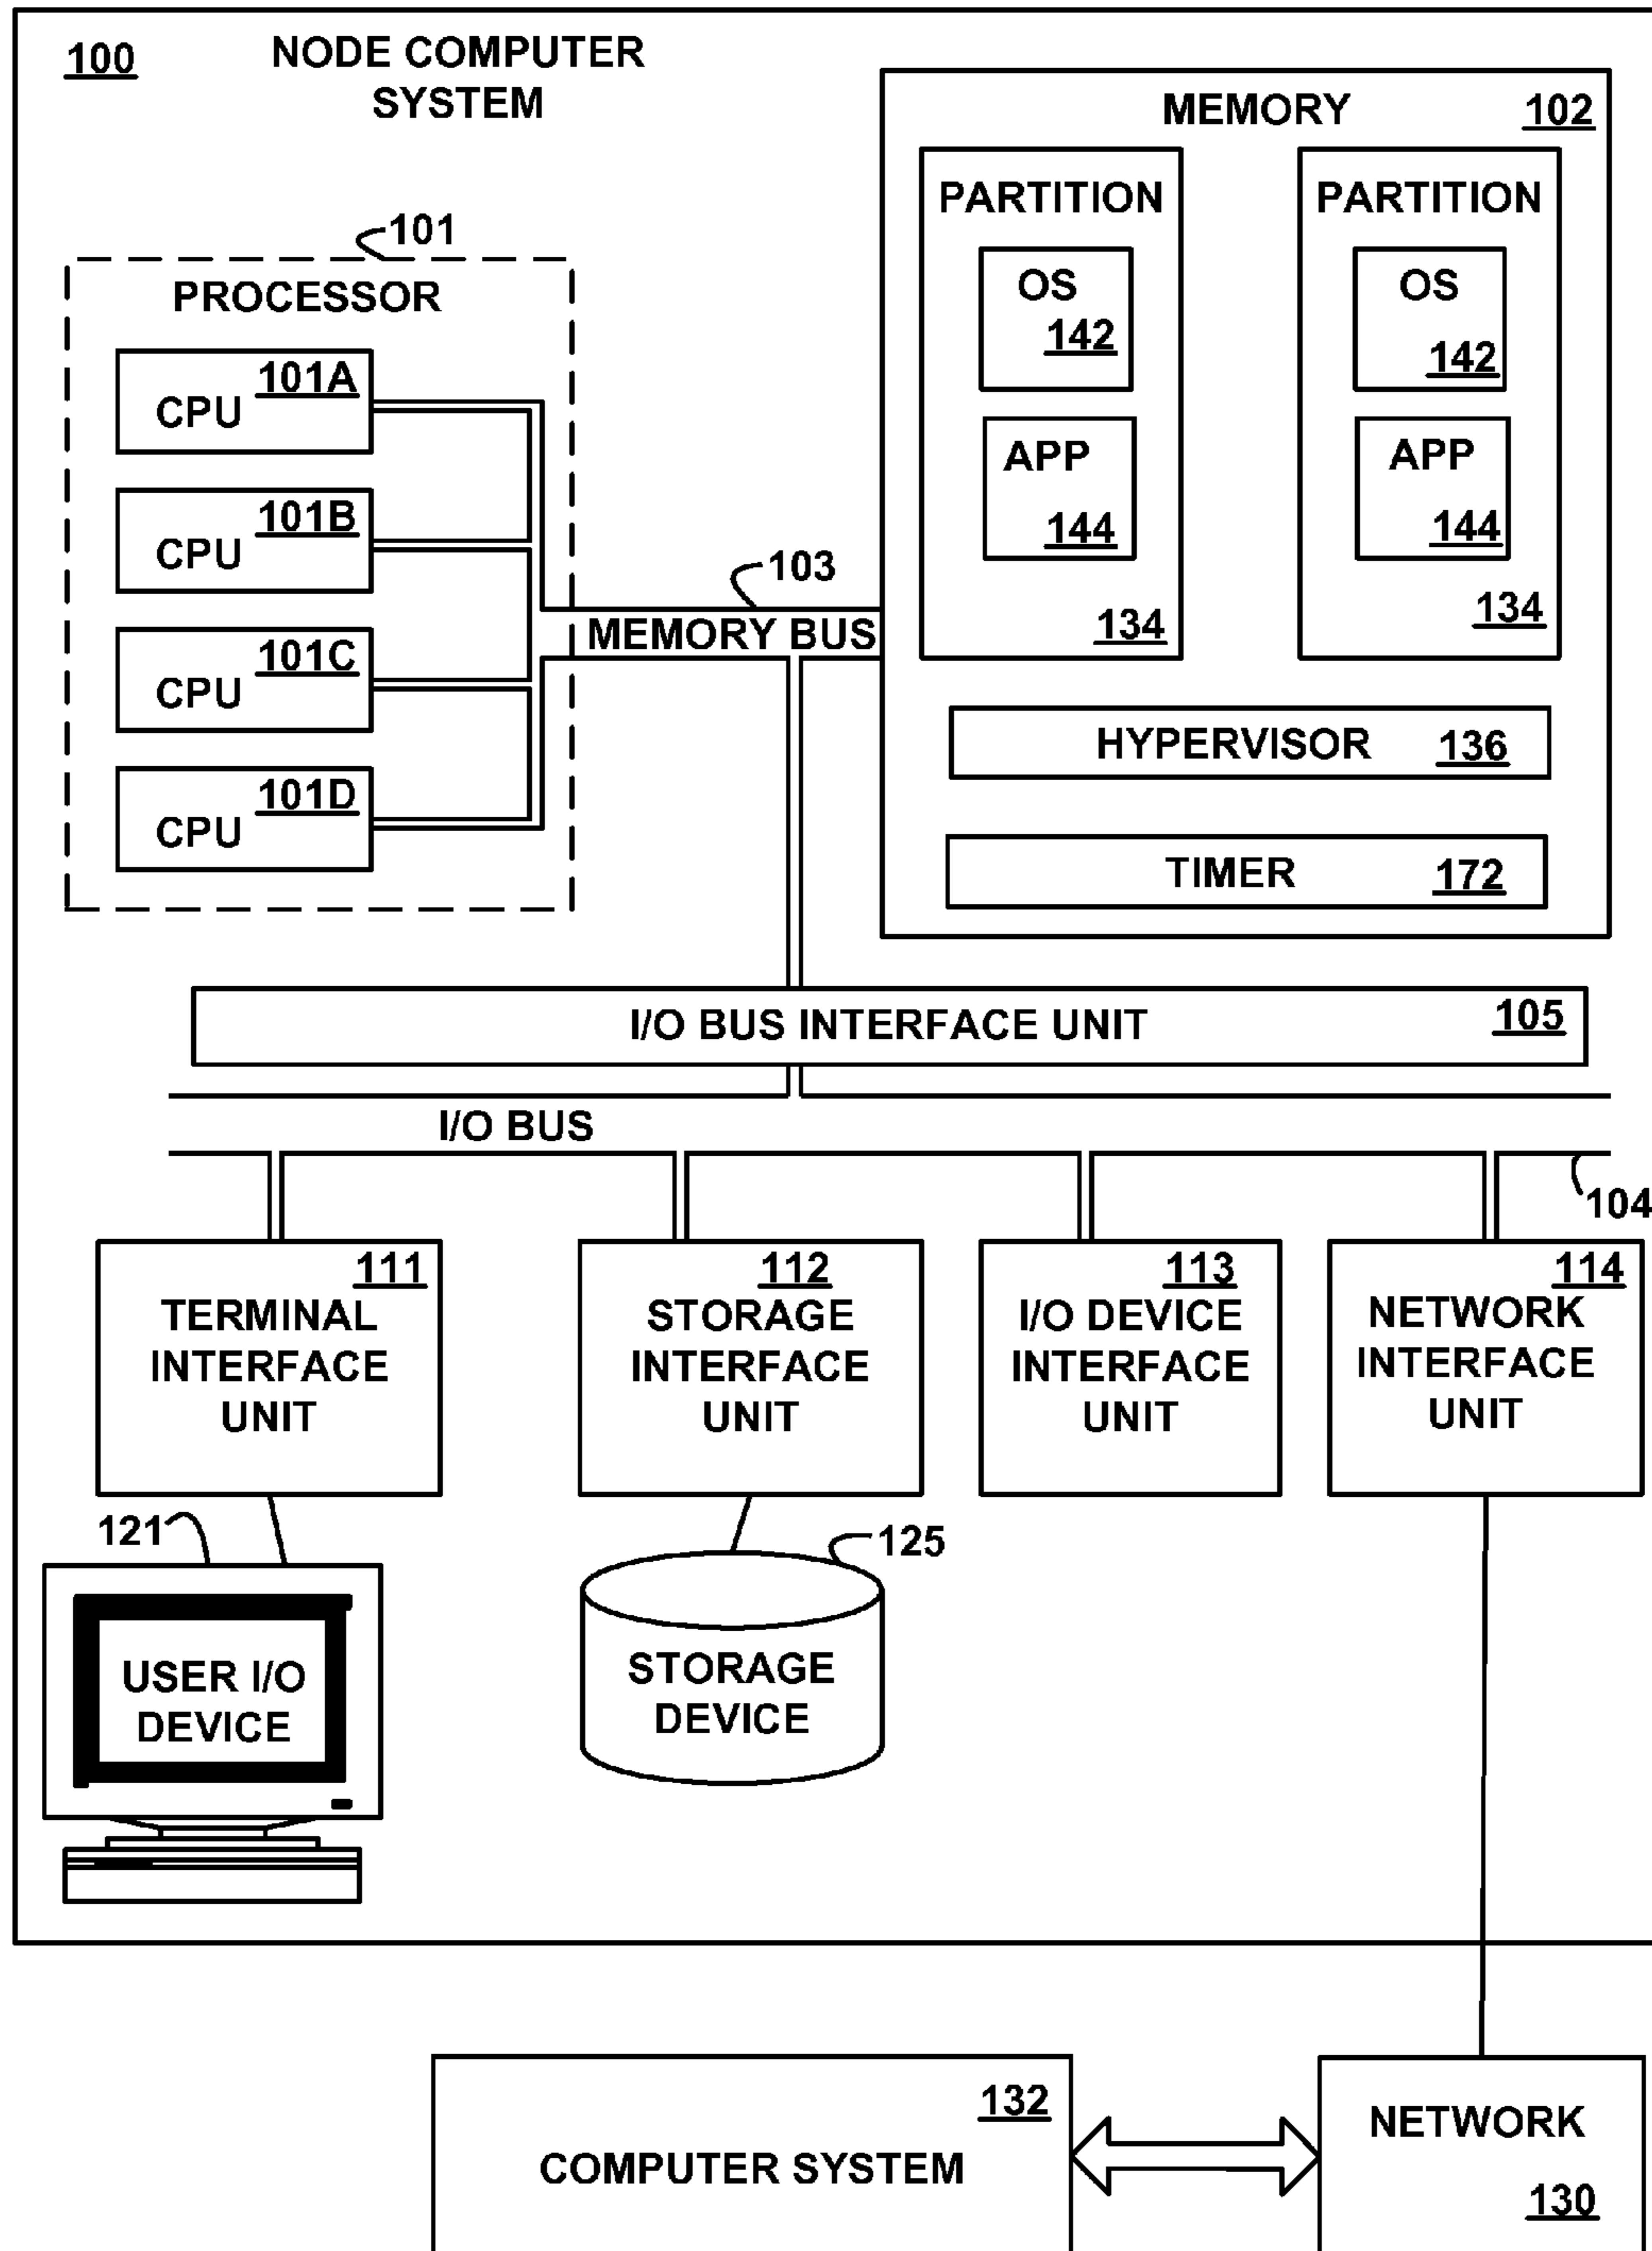 100
NODE COMPUTER
SYSTEM
MEMORY 102
PARTITION
OS
142
APP
144
134
PARTITION
OS
142
APP
144
134
HYPERVISOR 136
TIMER 172
101
PROCESSOR
CPU 101A
CPU 101B
CPU 101C
CPU 101D
103
MEMORY BUS
I/O BUS INTERFACE UNIT 105
I/O BUS
104
111
TERMINAL
INTERFACE
UNIT
112
STORAGE
INTERFACE
UNIT
113
I/O DEVICE
INTERFACE
UNIT
114
NETWORK
INTERFACE
UNIT
121
USER I/O
DEVICE
125
STORAGE
DEVICE
132
COMPUTER SYSTEM
NETWORK
130